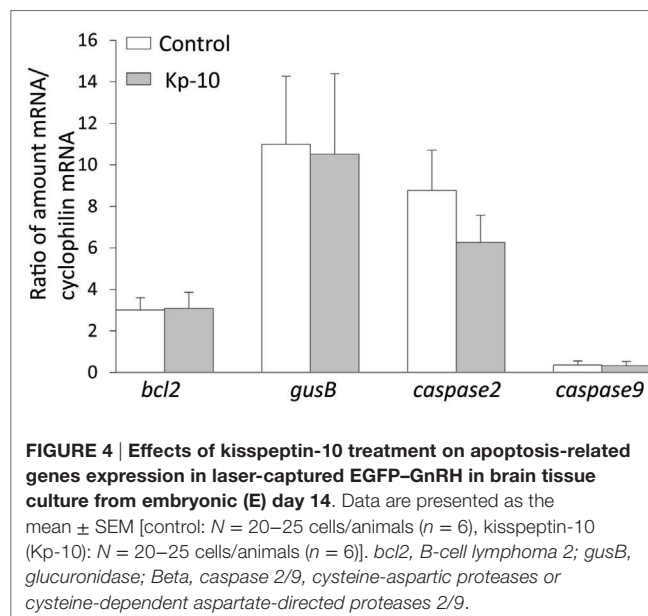 16
14
12
10
8
6
4
2
0
Ratio of amount mRNA/
cyclophilin mRNA
Control
Kp-10
bcl2 gusB caspase2 caspase9
FIGURE 4 | Effects of kisspeptin-10 treatment on apoptosis-related
genes expression in laser-captured EGFP–GnRH in brain tissue
culture from embryonic (E) day 14. Data are presented as the
mean ± SEM [control: N = 20–25 cells/animals (n = 6), kisspeptin-10
(Kp-10): N = 20–25 cells/animals (n = 6)]. bcl2, B-cell lymphoma 2; gusB,
glucuronidase; Beta, caspase 2/9, cysteine-aspartic proteases or
cysteine-dependent aspartate-directed proteases 2/9.